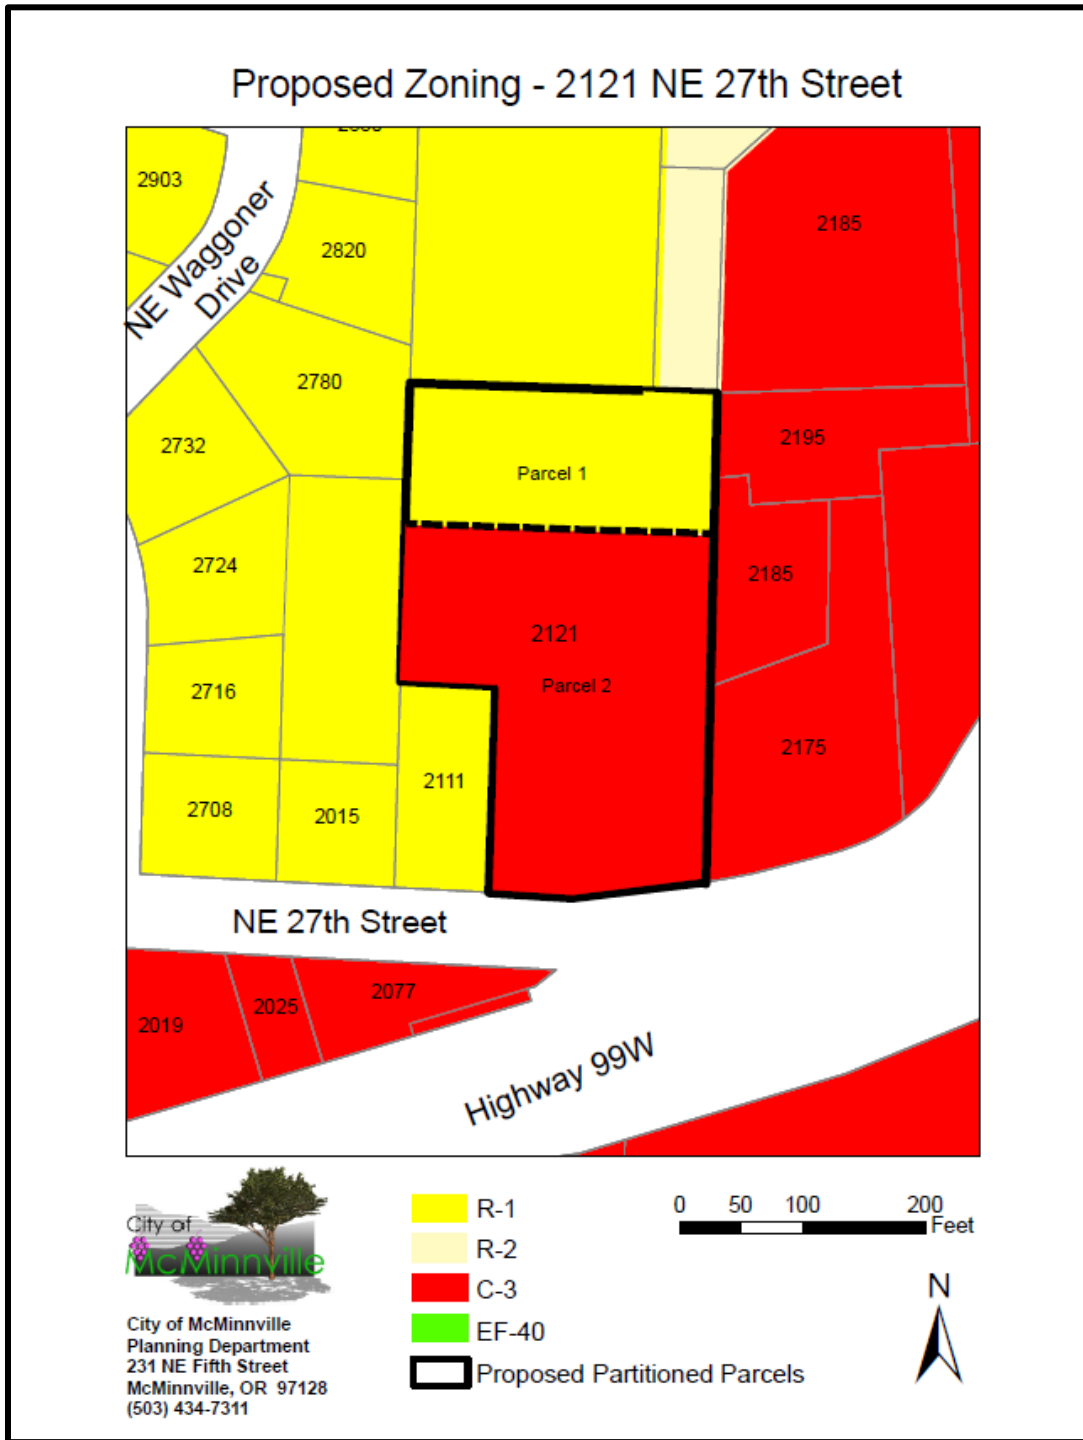 Proposed Zoning - 2121 NE 27th Street
2903
2820
2185
NE Waggoner
Drive
2780
2195
2732
Parcel 1
2724
2185
2121
2716
Parcel 2
2175
2111
2708
2015
NE 27th Street
2077
2025
2019
Highway 99W
City of
McMinnville
City of McMinnville
Planning Department
231 NE Fifth Street
McMinnville, OR 97128
(503) 434-7311
R-1
R-2
C-3
EF-40
Proposed Partitioned Parcels
0 50 100 200
Feet
N